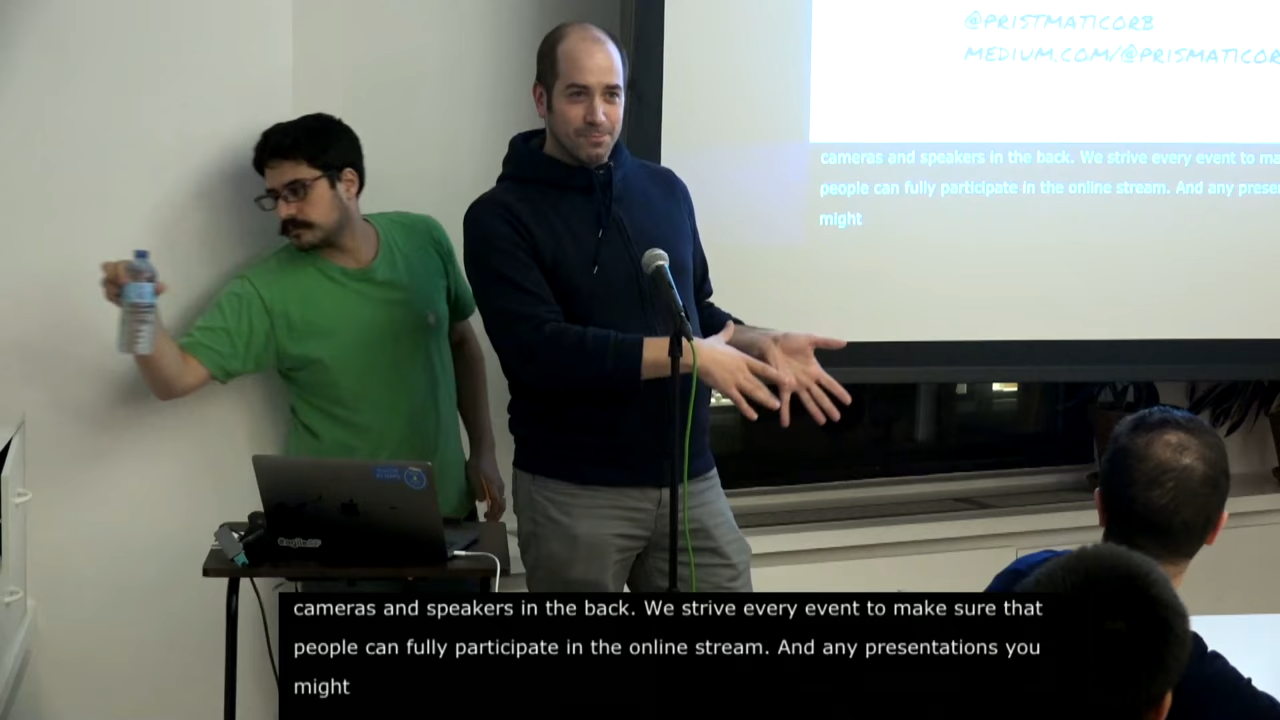 @PRISTMATICORB
MEDIUM.COM/@PRISMATICOR
cameras and speakers in the back. We strive every event to ma
people can fully participate in the online stream. And any prese
might
cameras and speakers in the back. We strive every event to make sure that
people can fully participate in the online stream. And any presentations you
might